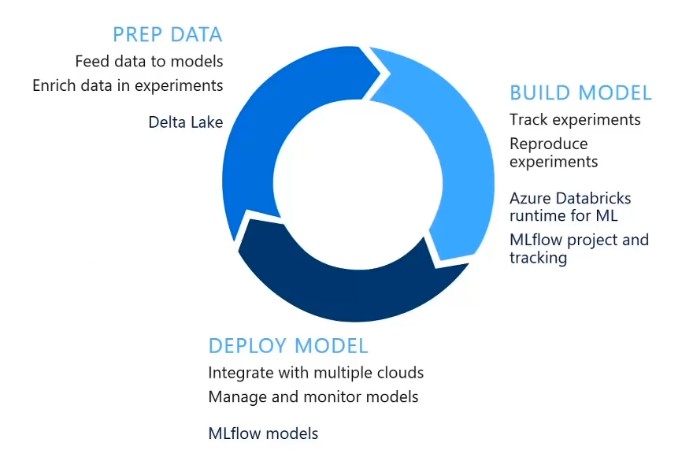 PREP DATA
Feed data to models
Enrich data in experiments
Delta Lake
BUILD MODEL
Track experiments
Reproduce
experiments
Azure Databricks
runtime for ML
MLflow project and
tracking
DEPLOY MODEL
Integrate with multiple clouds
Manage and monitor models
MLflow models